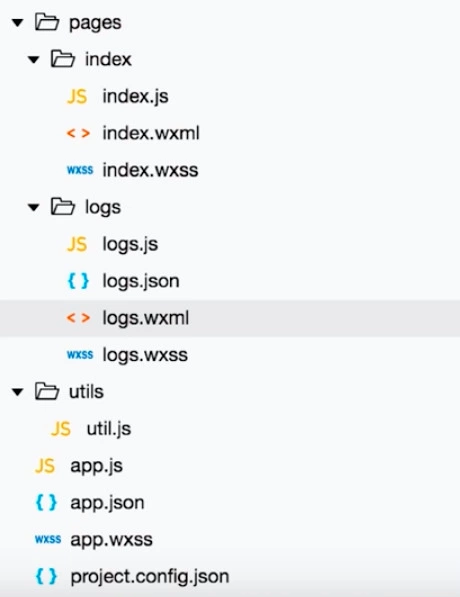 pages
index
JS index.js
< > index.wxml
wxss index.wxss
logs
JS logs.js
{ } logs.json
< > logs.wxml
wxss logs.wxss
utils
JS util.js
JS app.js
{ } app.json
wxss app.wxss
{ } project.config.json